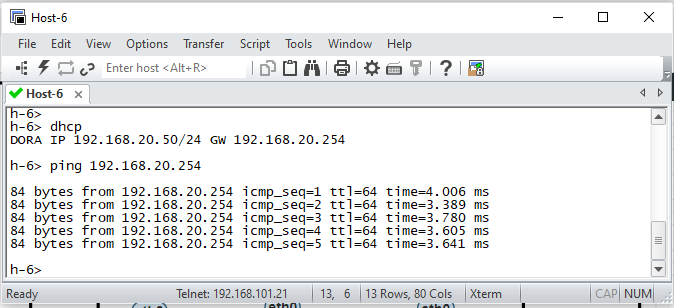 Host-6
File Edit View Options Transfer Script Tools Window Help
Enter host <Alt+R>
Host-6
h-6>
h-6> dhcp
DORA IP 192.168.20.50/24 GW 192.168.20.254
h-6> ping 192.168.20.254
84 bytes from 192.168.20.254 icmp_seq=1 ttl=64 time=4.006 ms
84 bytes from 192.168.20.254 icmp_seq=2 ttl=64 time=3.389 ms
84 bytes from 192.168.20.254 icmp_seq=3 ttl=64 time=3.780 ms
84 bytes from 192.168.20.254 icmp_seq=4 ttl=64 time=3.605 ms
84 bytes from 192.168.20.254 icmp_seq=5 ttl=64 time=3.641 ms
h-6>
Ready Telnet: 192.168.101.21 13, 6 13 Rows, 80 Cols Xterm CAP NUM